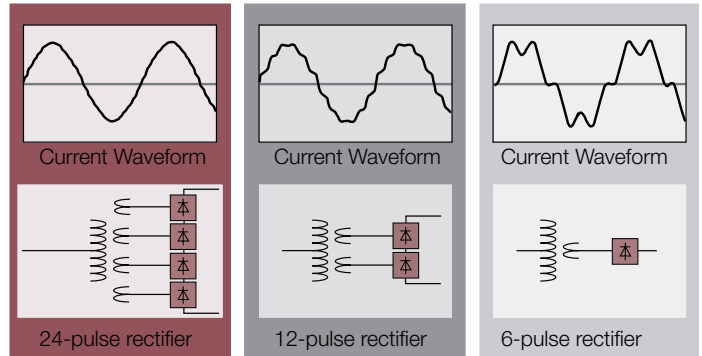 Current Waveform
24-pulse rectifier
Current Waveform
12-pulse rectifier
Current Waveform
6-pulse rectifier